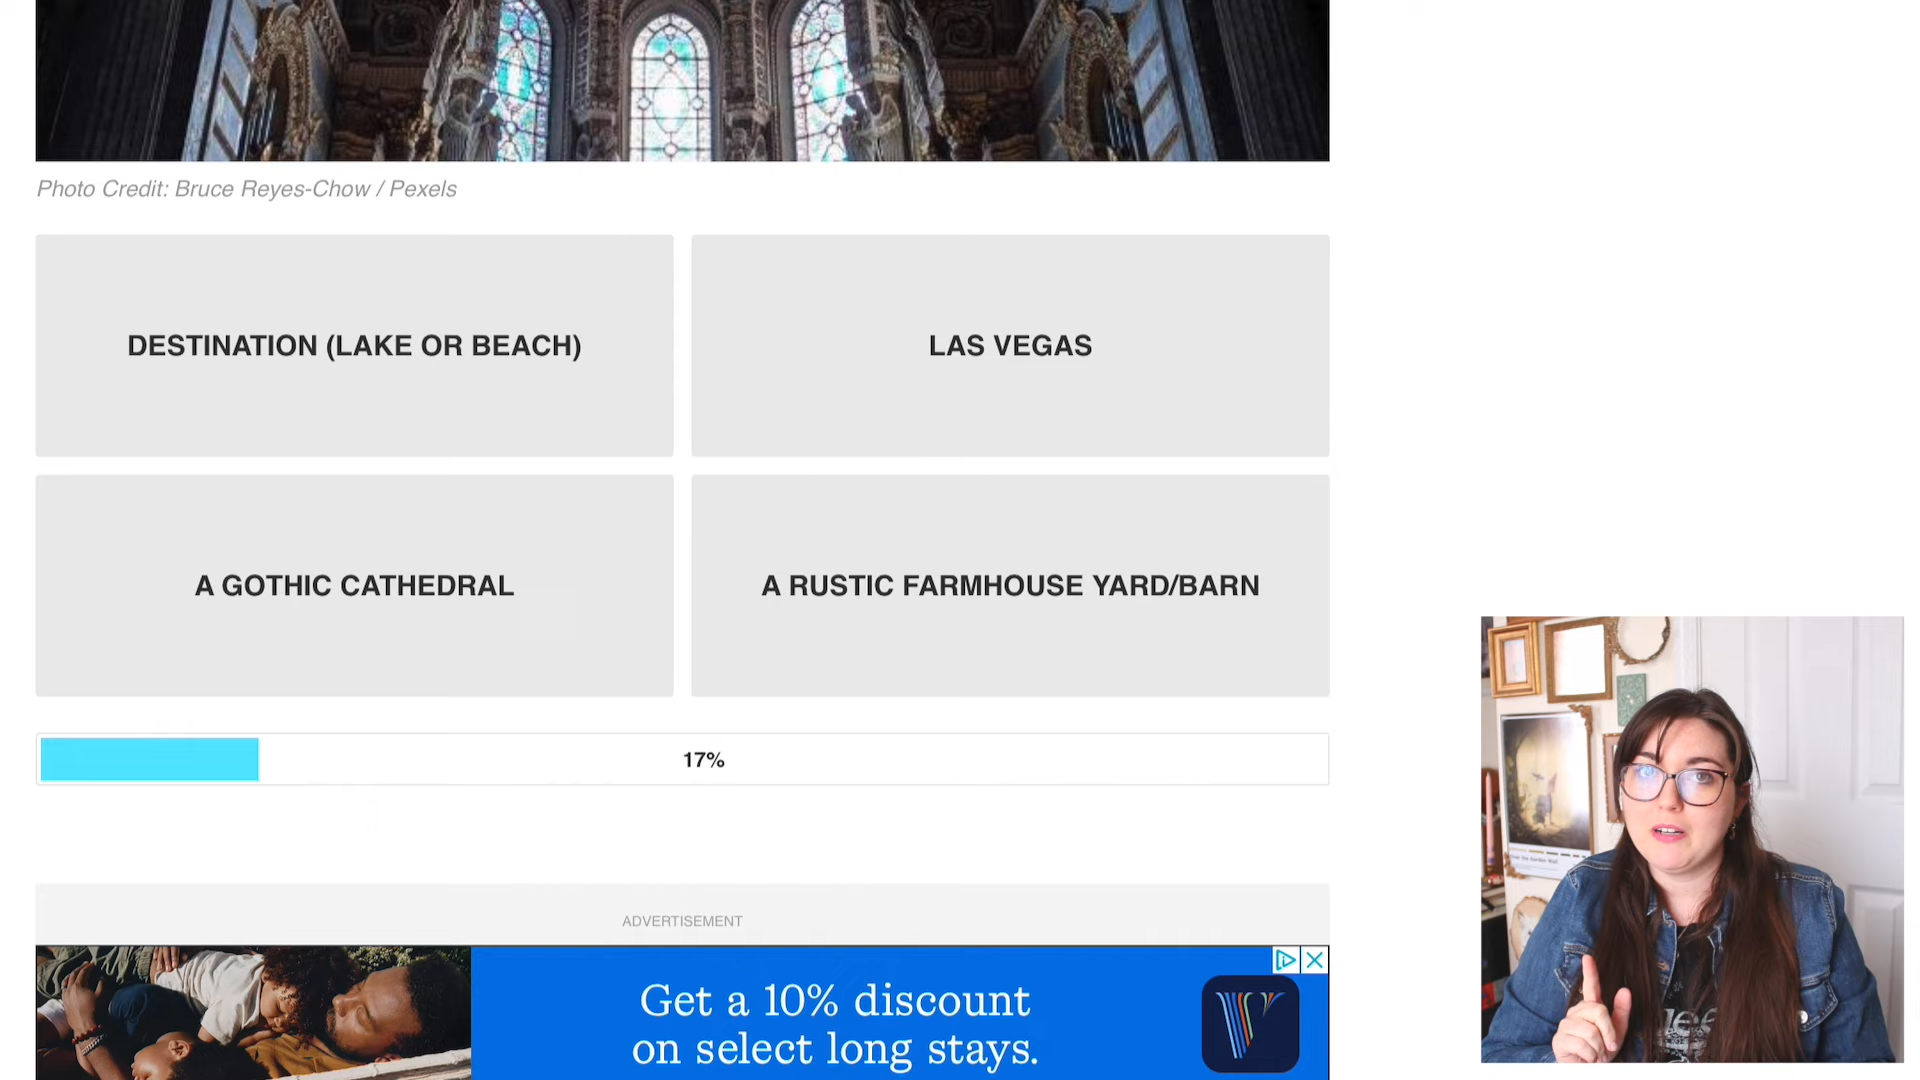 Photo Credit: Bruce Reyes-Chow / Pexels
DESTINATION (LAKE OR BEACH)
LAS VEGAS
A GOTHIC CATHEDRAL
A RUSTIC FARMHOUSE YARD/BARN
17%
ADVERTISEMENT
Get a 10% discount
on select long stays.